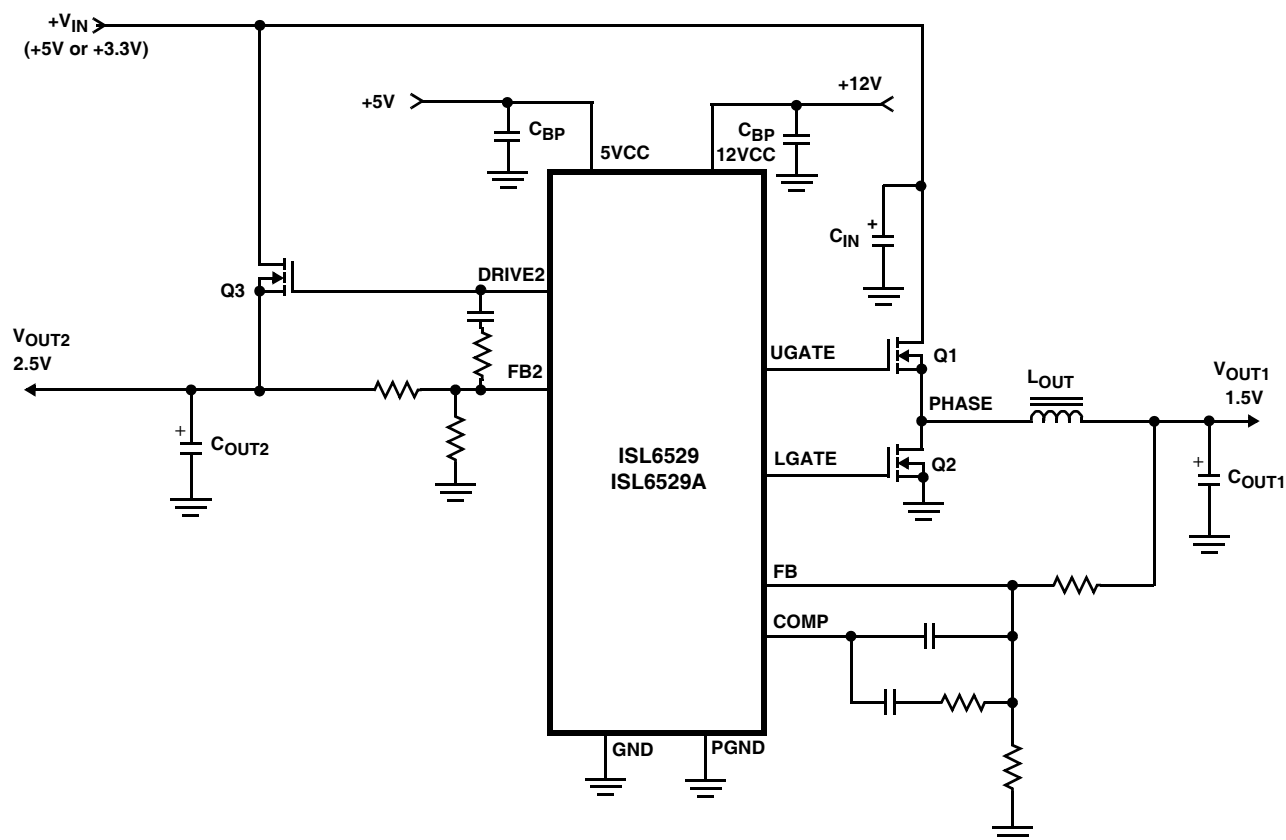 +VIN
(+5V or +3.3V)
+5V
+12V
CBP
CBP
5VCC
12VCC
CIN
+
DRIVE2
Q3
VOUT2
2.5V
FB2
UGATE
Q1
LOUT
VOUT1
1.5V
PHASE
+
COUT2
ISL6529
ISL6529A
LGATE
Q2
+
COUT1
FB
COMP
GND
PGND